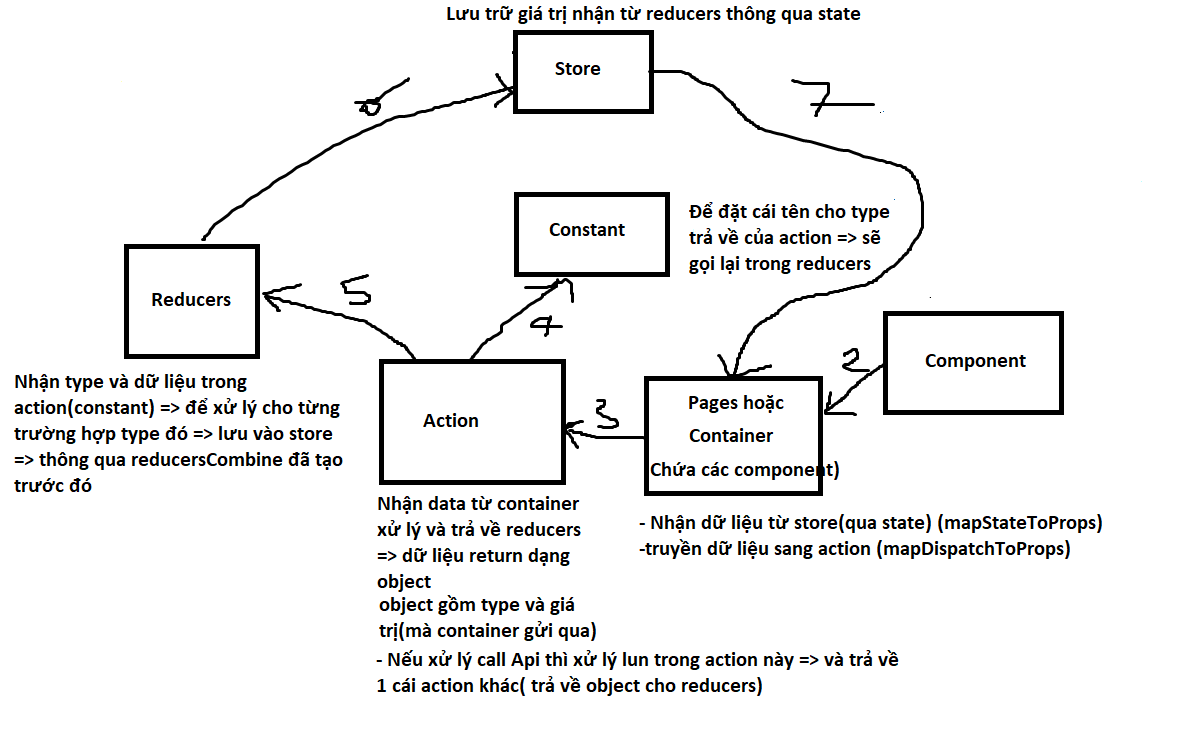 Lưu trữ giá trị nhận từ reducers thông qua state
Store
7
Constant
Để đặt cái tên cho type
trả về của action => sẽ
gọi lại trong reducers
Reducers
5
4
Component
2
Nhận type và dữ liệu trong
action(constant) => để xử lý cho từng
trường hợp type đó => lưu vào store
=> thông qua reducersCombine đã tạo
trước đó
Action
3
Pages hoặc
Container
Chứa các component)
Nhận data từ container
xử lý và trả về reducers
=> dữ liệu return dạng
object
object gồm type và giá
trị(mà container gửi qua)
- Nếu xử lý call Api thì xử lý lun trong action này => và trả về
1 cái action khác( trả về object cho reducers)
- Nhận dữ liệu từ store(qua state) (mapStateToProps)
-truyền dữ liệu sang action (mapDispatchToProps)